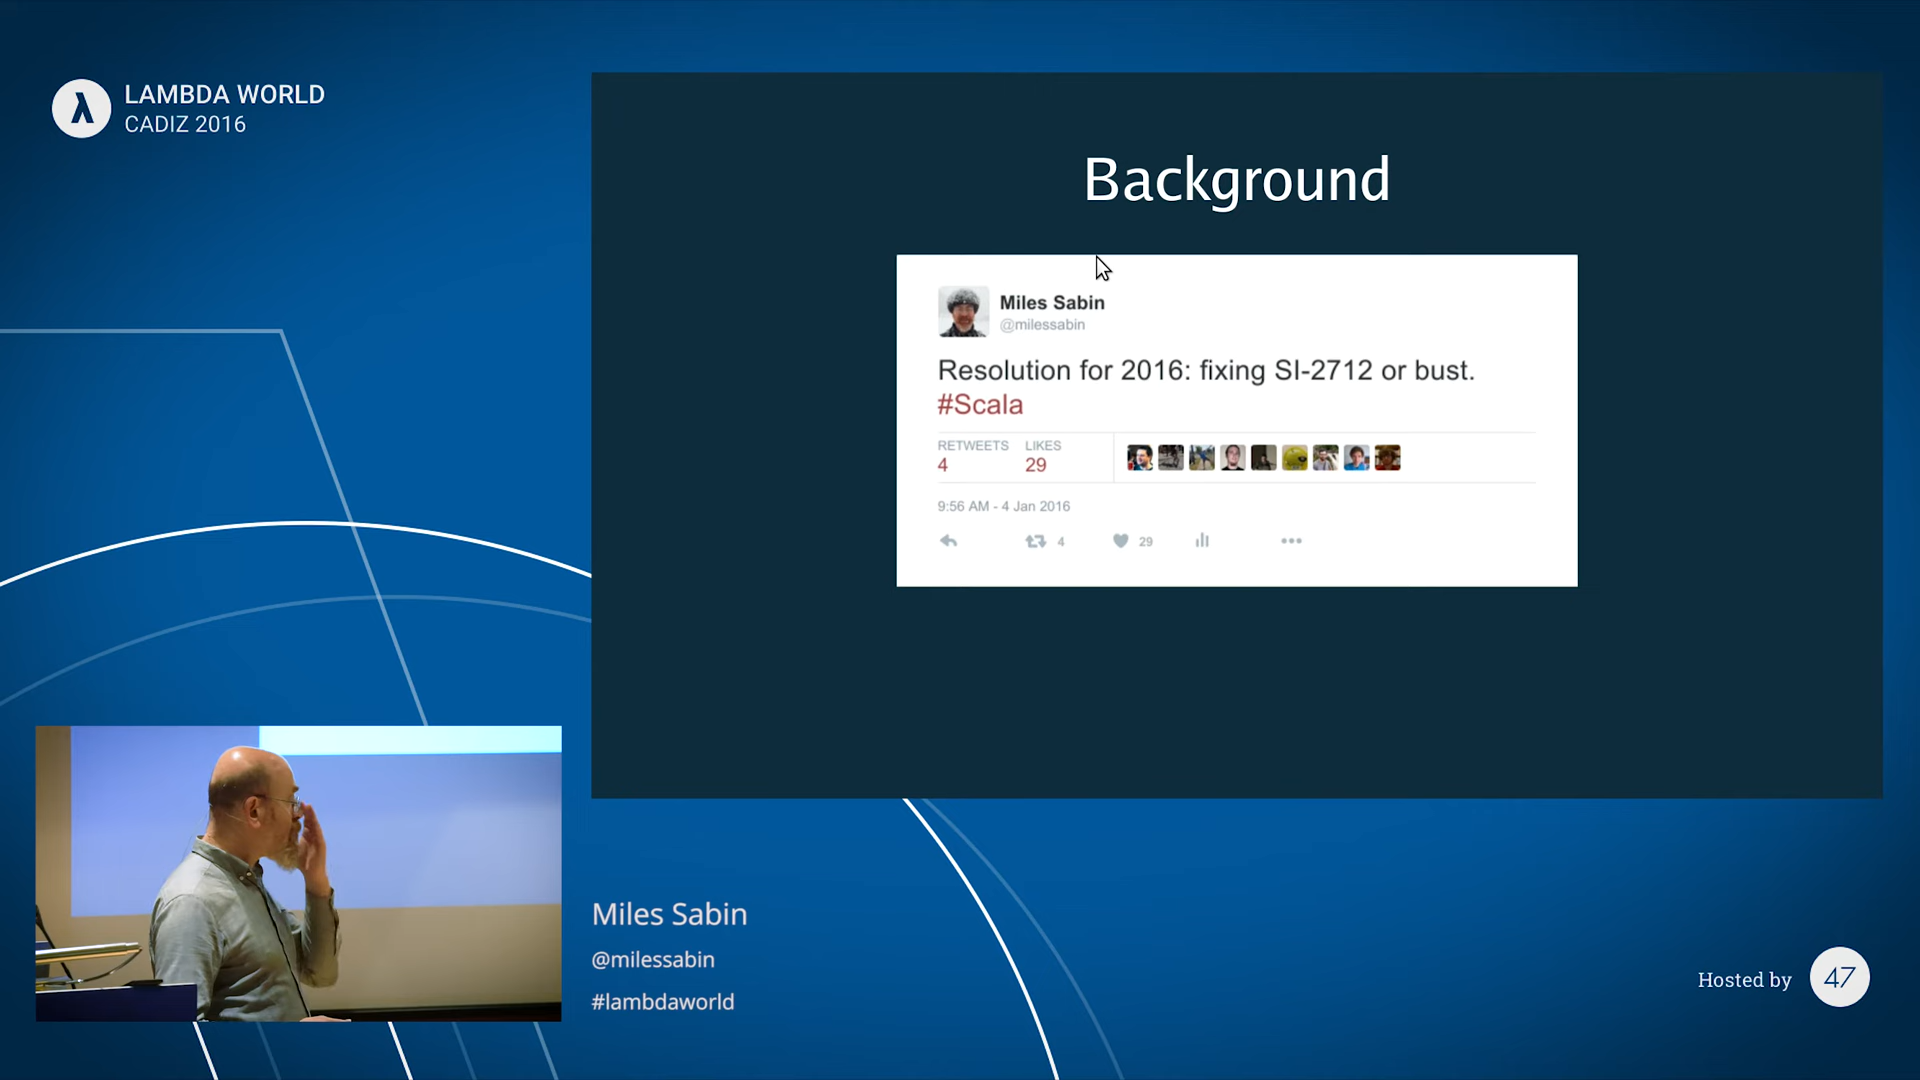 λ
LAMBDA WORLD
CADIZ 2016
Background
Miles Sabin
@milessabin
Resolution for 2016: fixing SI-2712 or bust.
#Scala
RETWEETS LIKES
4 29
9:56 AM - 4 Jan 2016
4 29
Miles Sabin
@milessabin
#lambdaworld
Hosted by 47